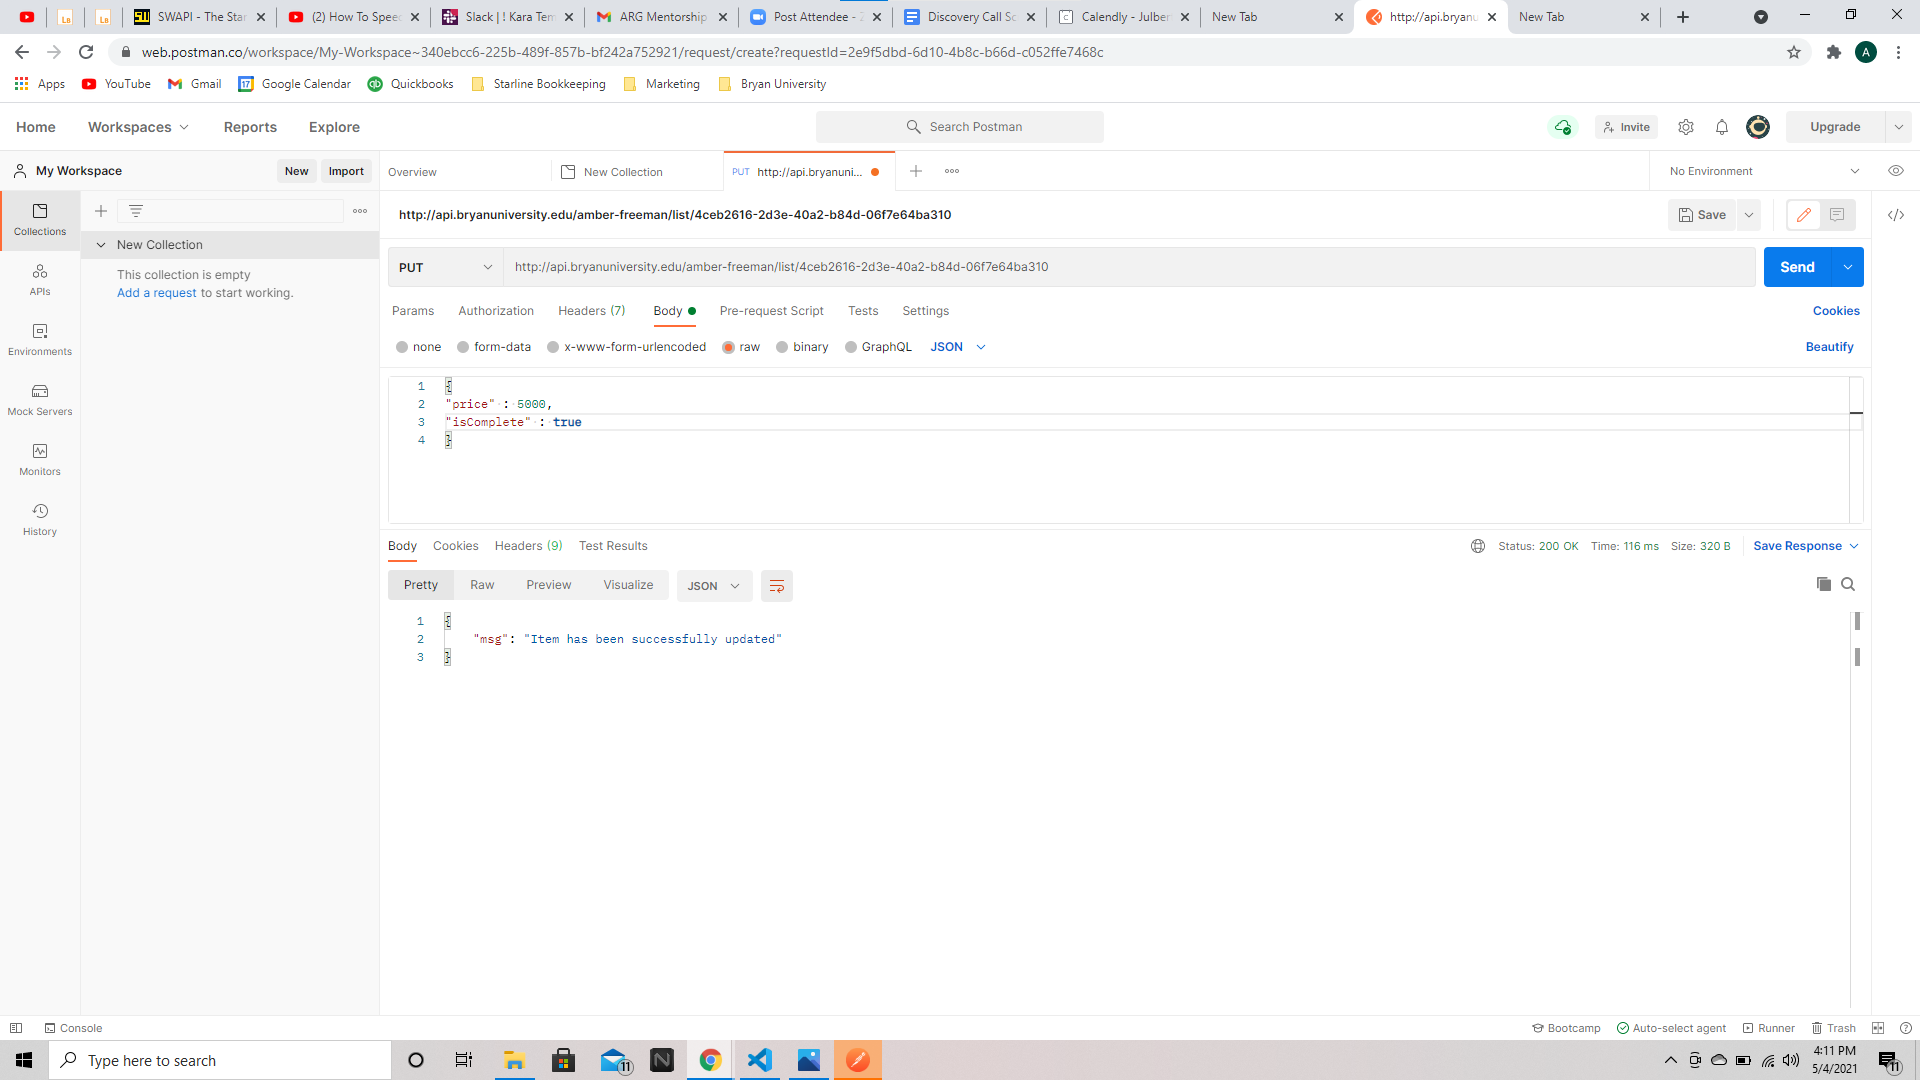 SWAPI - The Star
(2) How To Speed
Slack | ! Kara Tem
ARG Mentorship
Post Attendee - Z
Discovery Call Sc
Calendly - Julber
New Tab
http://api.bryanu
New Tab
web.postman.co/workspace/My-Workspace~340ebcc6-225b-489f-857b-bf242a752921/request/create?requestId=2e9f5dbd-6d10-4b8c-b66d-c052ffe7468c
A
Apps YouTube Gmail Google Calendar Quickbooks Starline Bookkeeping Marketing Bryan University
Home Workspaces Reports Explore Search Postman Invite Upgrade
My Workspace New Import Overview New Collection PUT http://api.bryanuni... No Environment
Collections
APIs
Environments
Mock Servers
Monitors
History
New Collection
This collection is empty
Add a request to start working.
http://api.bryanuniversity.edu/amber-freeman/list/4ceb2616-2d3e-40a2-b84d-06f7e64ba310 Save
PUT http://api.bryanuniversity.edu/amber-freeman/list/4ceb2616-2d3e-40a2-b84d-06f7e64ba310 Send
Params Authorization Headers (7) Body Pre-request Script Tests Settings Cookies
none form-data x-www-form-urlencoded raw binary GraphQL JSON Beautify
1 {
2 "price" : 5000,
3 "isComplete" : true
4 }
Body Cookies Headers (9) Test Results Status: 200 OK Time: 116 ms Size: 320 B Save Response
Pretty Raw Preview Visualize JSON
1 {
2 "msg": "Item has been successfully updated"
3 }
Console Bootcamp Auto-select agent Runner Trash
Type here to search
11
4:11 PM
5/4/2021
11